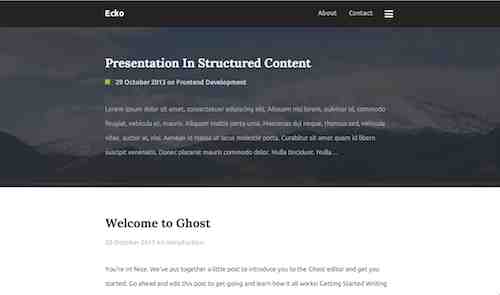 Ecko
About Contact
Presentation In Structured Content
29 October 2013 on Frontend Development
Lorem ipsum dolor sit amet, consectetuer adipiscing elit. Aliquam nisi lorem, pulvinar id, commodo
feugiat, vehicula et, mauris. Aliquam mattis porta urna. Maecenas dui neque, rhoncus sed, vehicula
vitae, auctor at, nisi. Aenean id massa ut lacus molestie porta. Curabitur sit amet quam id libero
suscipit venenatis. Donec placerat mauris commodo dolor. Nulla tincidunt. Nulla...
Welcome to Ghost
October on
You're in! Nice. We've put together a little post to introduce you to the Ghost editor and get you
started. Go ahead and edit this post to get going and learn how it all works! Getting Started Writing